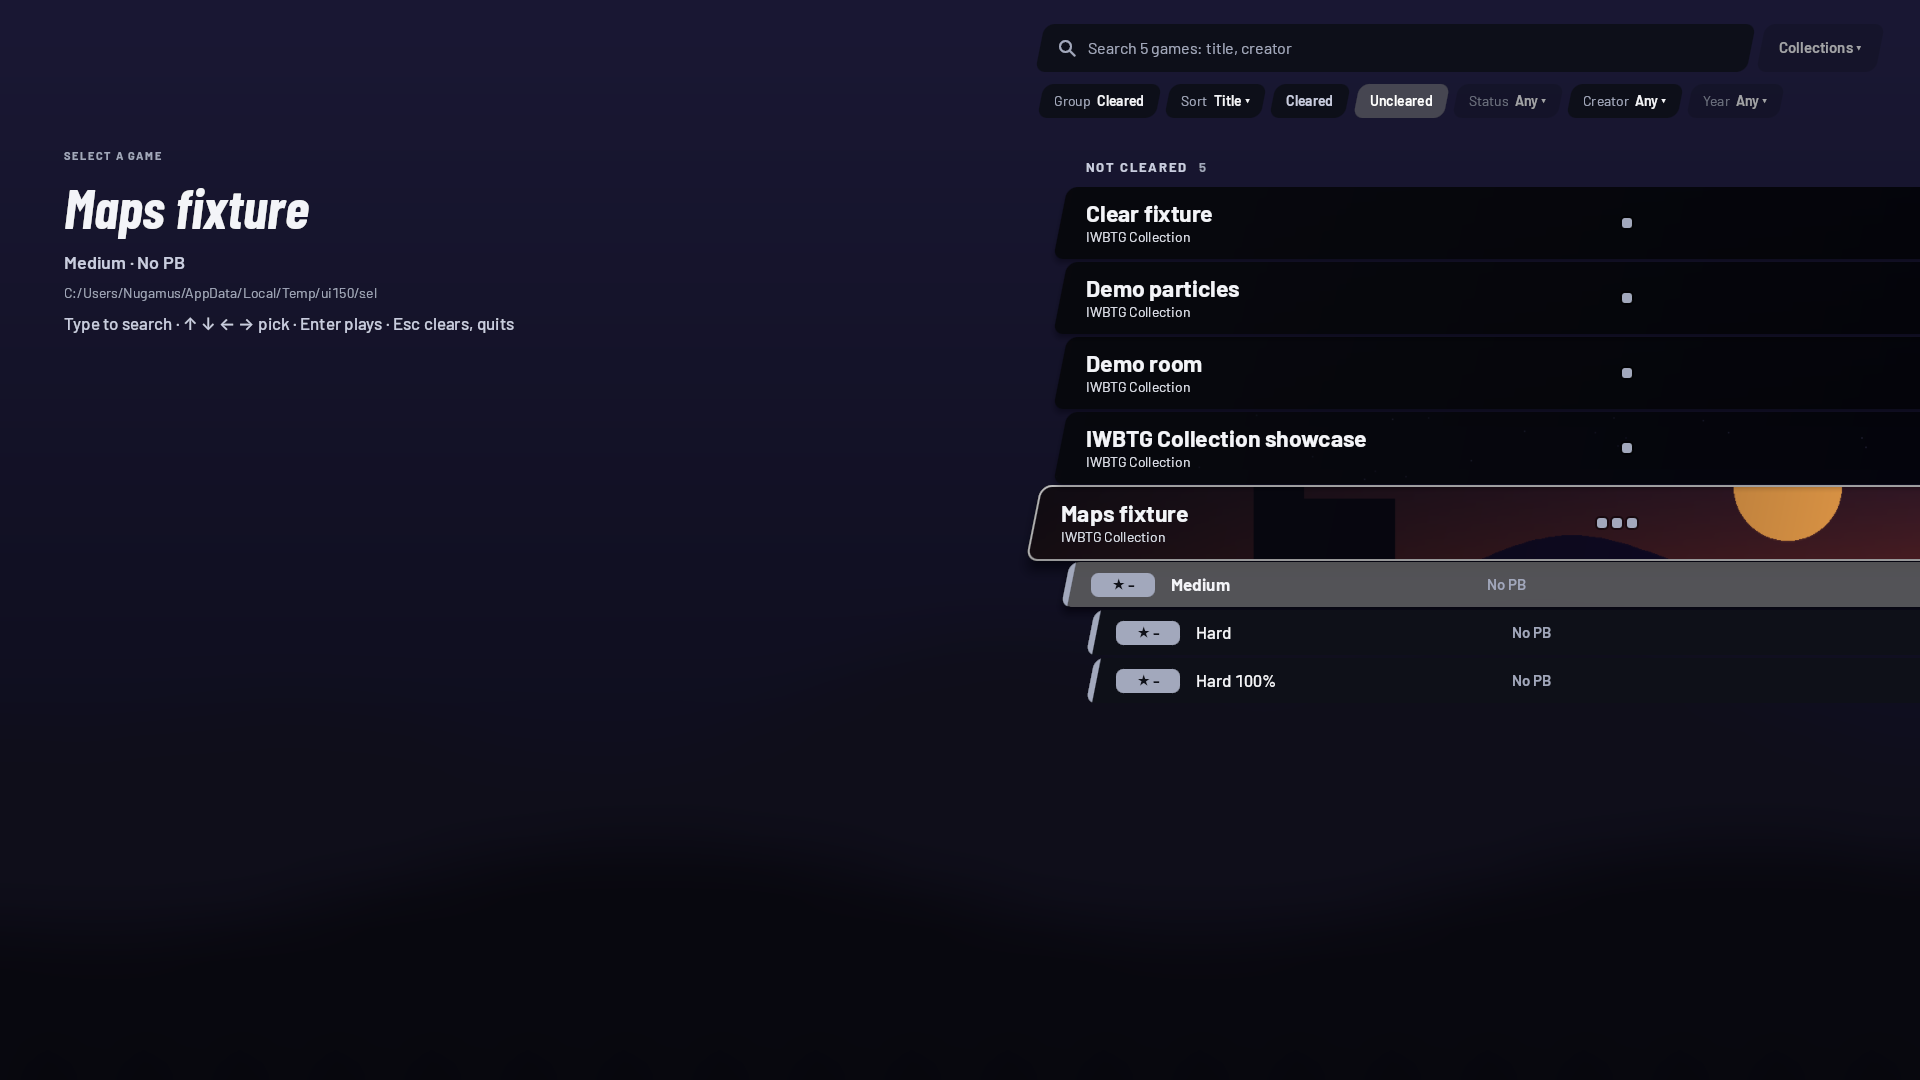 Search 5 games: title, creator
Collections ▾
Group Cleared
Sort Title ▾
Cleared
Uncleared
Status Any ▾
Creator Any ▾
Year Any ▾
SELECT A GAME
Maps fixture
Medium · No PB
C:/Users/Nugamus/AppData/Local/Temp/ui150/sel
Type to search · ↑ ↓ ← → pick · Enter plays · Esc clears, quits
NOT CLEARED 5
Clear fixture
IWBTG Collection
Demo particles
IWBTG Collection
Demo room
IWBTG Collection
IWBTG Collection showcase
IWBTG Collection
Maps fixture
IWBTG Collection
★ – Medium No PB
★ – Hard No PB
★ – Hard 100% No PB